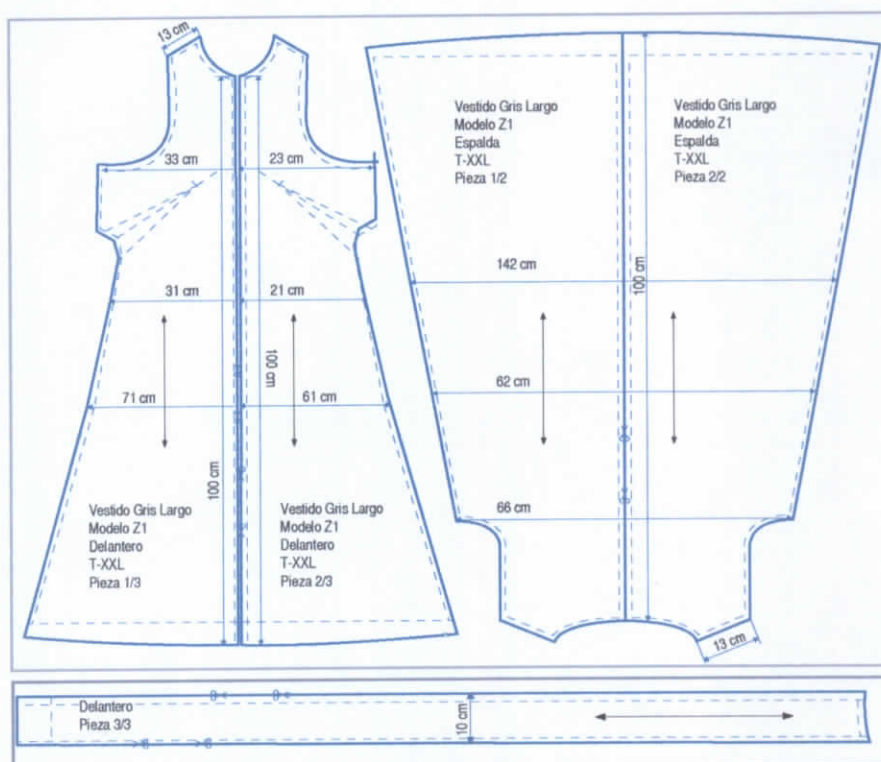 13 cm
33 cm
23 cm
31 cm
21 cm
100 cm
71 cm
61 cm
100 cm
Vestido Gris Largo
Modelo Z1
Delantero
T-XXL
Pieza 1/3
Vestido Gris Largo
Modelo Z1
Delantero
T-XXL
Pieza 2/3
Vestido Gris Largo
Modelo Z1
Espalda
T-XXL
Pieza 1/2
Vestido Gris Largo
Modelo Z1
Espalda
T-XXL
Pieza 2/2
142 cm
100 cm
62 cm
66 cm
13 cm
Delantero
Pieza 3/3
10 cm